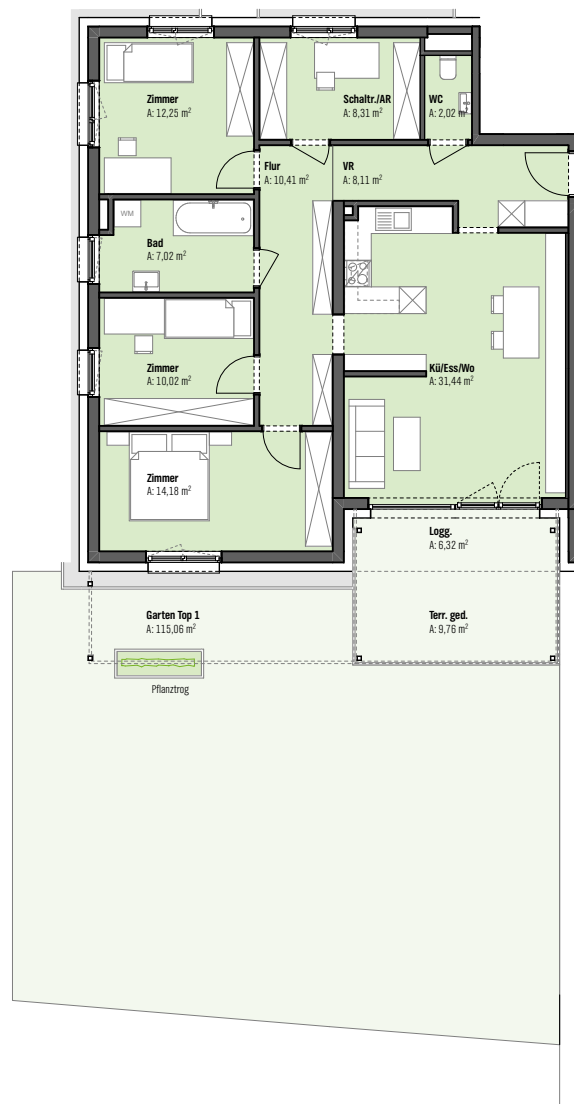 Zimmer
A: 12,25 m²
Schaltr./AR
A: 8,31 m²
WC
A: 2,02 m²
Flur
A: 10,41 m²
VR
A: 8,11 m²
WM
Bad
A: 7,02 m²
Zimmer
A: 10,02 m²
Kü/Ess/Wo
A: 31,44 m²
Zimmer
A: 14,18 m²
Logg.
A: 6,32 m²
Garten Top 1
A: 115,06 m²
Terr. ged.
A: 9,76 m²
Pflanztrog